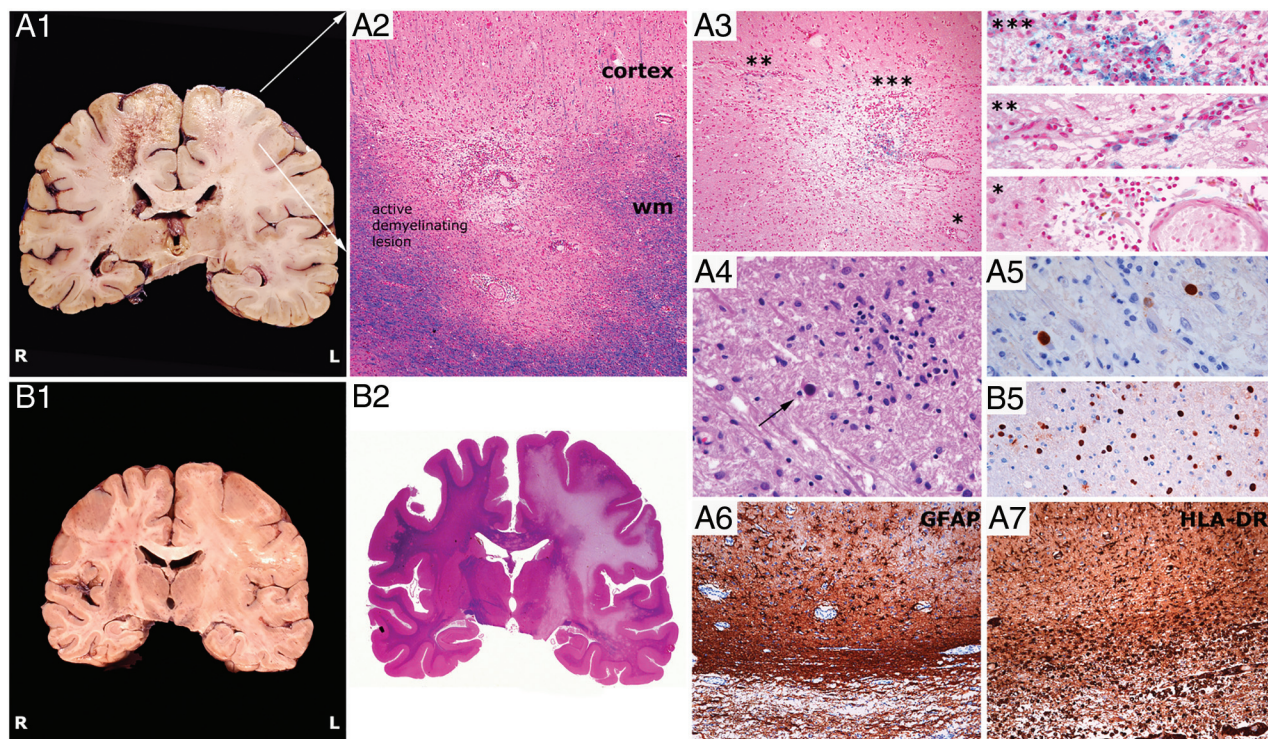 A1
R
L
A2
cortex
wm
active
demyelinating
lesion
A3
**
***
*
***
**
*
A4
A5
B1
R
L
B2
B5
A6
GFAP
A7
HLA-DR